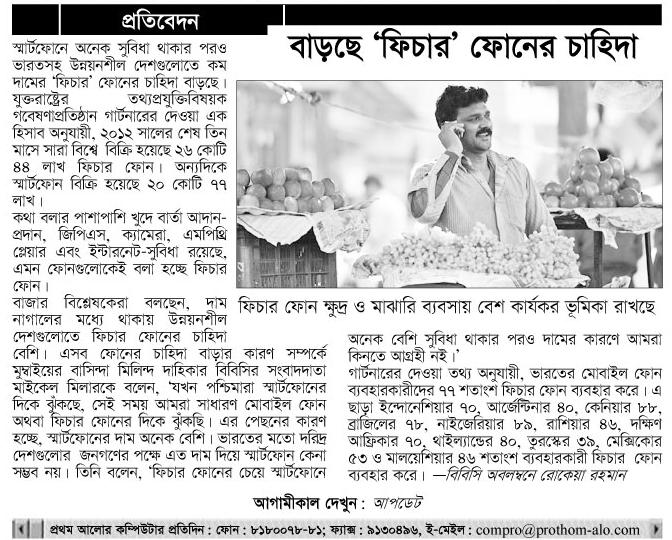 প্রতিবেদন
বাড়ছে ‘ফিচার’ ফোনের চাহিদা
স্মার্টফোনে অনেক সুবিধা থাকার পরও
ভারতসহ উন্নয়নশীল দেশগুলোতে কম
দামের ‘ফিচার’ ফোনের চাহিদা বাড়ছে।
যুক্তরাষ্ট্রের তথ্যপ্রযুক্তিবিষয়ক
গবেষণাপ্রতিষ্ঠান গার্টনারের দেওয়া এক
হিসাব অনুযায়ী, ২০১২ সালের শেষ তিন
মাসে সারা বিশ্বে বিক্রি হয়েছে ২৬ কোটি
৪৪ লাখ ফিচার ফোন। অন্যদিকে
স্মার্টফোন বিক্রি হয়েছে ২০ কোটি ৭৭
লাখ।
কথা বলার পাশাপাশি খুদে বার্তা আদান-
প্রদান, জিপিএস, ক্যামেরা, এমপিথ্রি
প্লেয়ার এবং ইন্টারনেট-সুবিধা রয়েছে,
এমন ফোনগুলোকেই বলা হচ্ছে ফিচার
ফোন।
বাজার বিশ্লেষকেরা বলছেন, দাম
নাগালের মধ্যে থাকায় উন্নয়নশীল
দেশগুলোতে ফিচার ফোনের চাহিদা
বেশি। এসব ফোনের চাহিদা বাড়ার কারণ সম্পর্কে
মুম্বাইয়ের বাসিন্দা মিলিন্দ দাহিকার বিবিসির সংবাদদাতা
মাইকেল মিলারকে বলেন, ‘যখন পশ্চিমারা স্মার্টফোনের
দিকে ঝুঁকছে, সেই সময় আমরা সাধারণ মোবাইল ফোন
অথবা ফিচার ফোনের দিকে ঝুঁকছি। এর পেছনের কারণ
হচ্ছে, স্মার্টফোনের দাম অনেক বেশি। ভারতের মতো দরিদ্র
দেশগুলোর জনগণের পক্ষে এত দাম দিয়ে স্মার্টফোন কেনা
সম্ভব নয়। তিনি বলেন, ‘ফিচার ফোনের চেয়ে স্মার্টফোনে
ফিচার ফোন ক্ষুদ্র ও মাঝারি ব্যবসায় বেশ কার্যকর ভূমিকা রাখছে
অনেক বেশি সুবিধা থাকার পরও দামের কারণে আমরা
কিনতে আগ্রহী নই।’
গার্টনারের দেওয়া তথ্য অনুযায়ী, ভারতের মোবাইল ফোন
ব্যবহারকারীদের ৭৭ শতাংশ ফিচার ফোন ব্যবহার করে। এ
ছাড়া ইন্দোনেশিয়ার ৭০, আর্জেন্টিনার ৪০, কেনিয়ার ৮৮,
ব্রাজিলের ৭৮, নাইজেরিয়ার ৮৯, রাশিয়ার ৪৬, দক্ষিণ
আফ্রিকার ৭০, থাইল্যান্ডের ৪০, তুরস্কের ৩৯, মেক্সিকোর
৫৩ ও মালয়েশিয়ার ৪৬ শতাংশ ব্যবহারকারী ফিচার ফোন
ব্যবহার করে। —বিবিসি অবলম্বনে রোকেয়া রহমান
আগামীকাল দেখুন : আপডেট
প্রথম আলোর কম্পিউটার প্রতিদিন : ফোন : ৮১৮০০৭৮-৮১; ফ্যাক্স : ৯১৩০৪৯৬, ই-মেইল : compro@prothom-alo.com